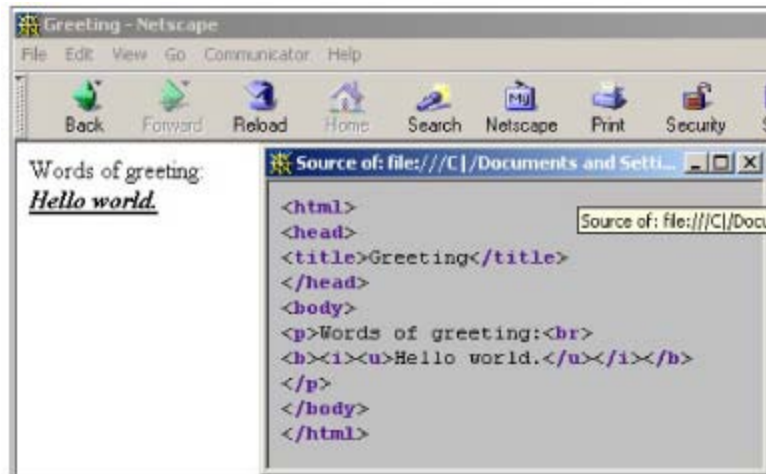 Greeting - Netscape
File Edit View Go Communicator Help
Back Forward Reload Home Search My Netscape Print Security
Words of greeting:
Hello world.
Source of: file:///C|/Documents and Setti...
Source of: file:///C|/Docu
<html>
<head>
<title>Greeting</title>
</head>
<body>
<p>Words of greeting:<br>
<b><i><u>Hello world.</u></i></b>
</p>
</body>
</html>